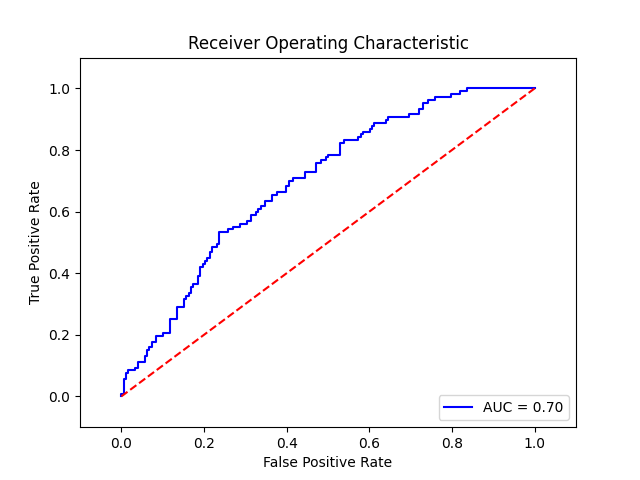 Receiver Operating Characteristic
True Positive Rate
1.0
0.8
0.6
0.4
0.2
0.0
AUC = 0.70
0.0 0.2 0.4 0.6 0.8 1.0
False Positive Rate